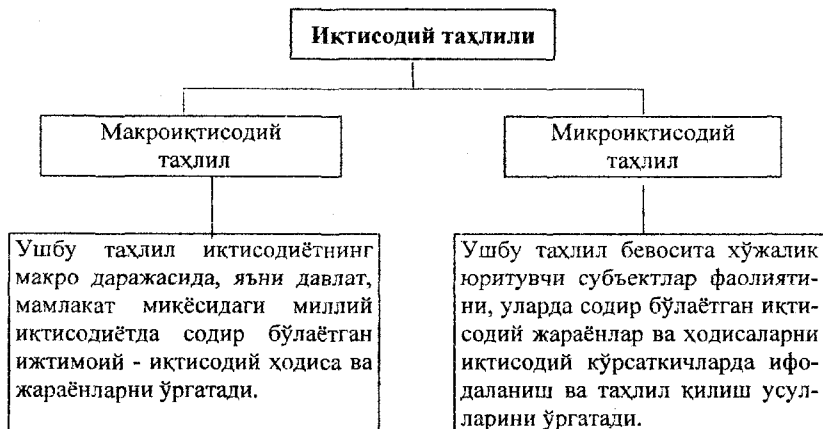 Иқтисодий таҳлили
Макроиқтисодий
таҳлил
Микроиқтисодий
таҳлил
Ушбу таҳлил иқтисодиётнинг
макро даражасида, яъни давлат,
мамлакат миқёсидаги миллий
иқтисодиётда содир бўлаётган
ижтимоий - иқтисодий ҳодиса ва
жараёнларни ўргатади.
Ушбу таҳлил бевосита хўжалик
юритувчи субъектлар фаолияти-
ни, уларда содир бўлаётган иқти-
содий жараёнлар ва ҳодисаларни
иқтисодий кўрсаткичларда ифо-
даланиш ва таҳлил қилиш усул-
ларини ўргатади.